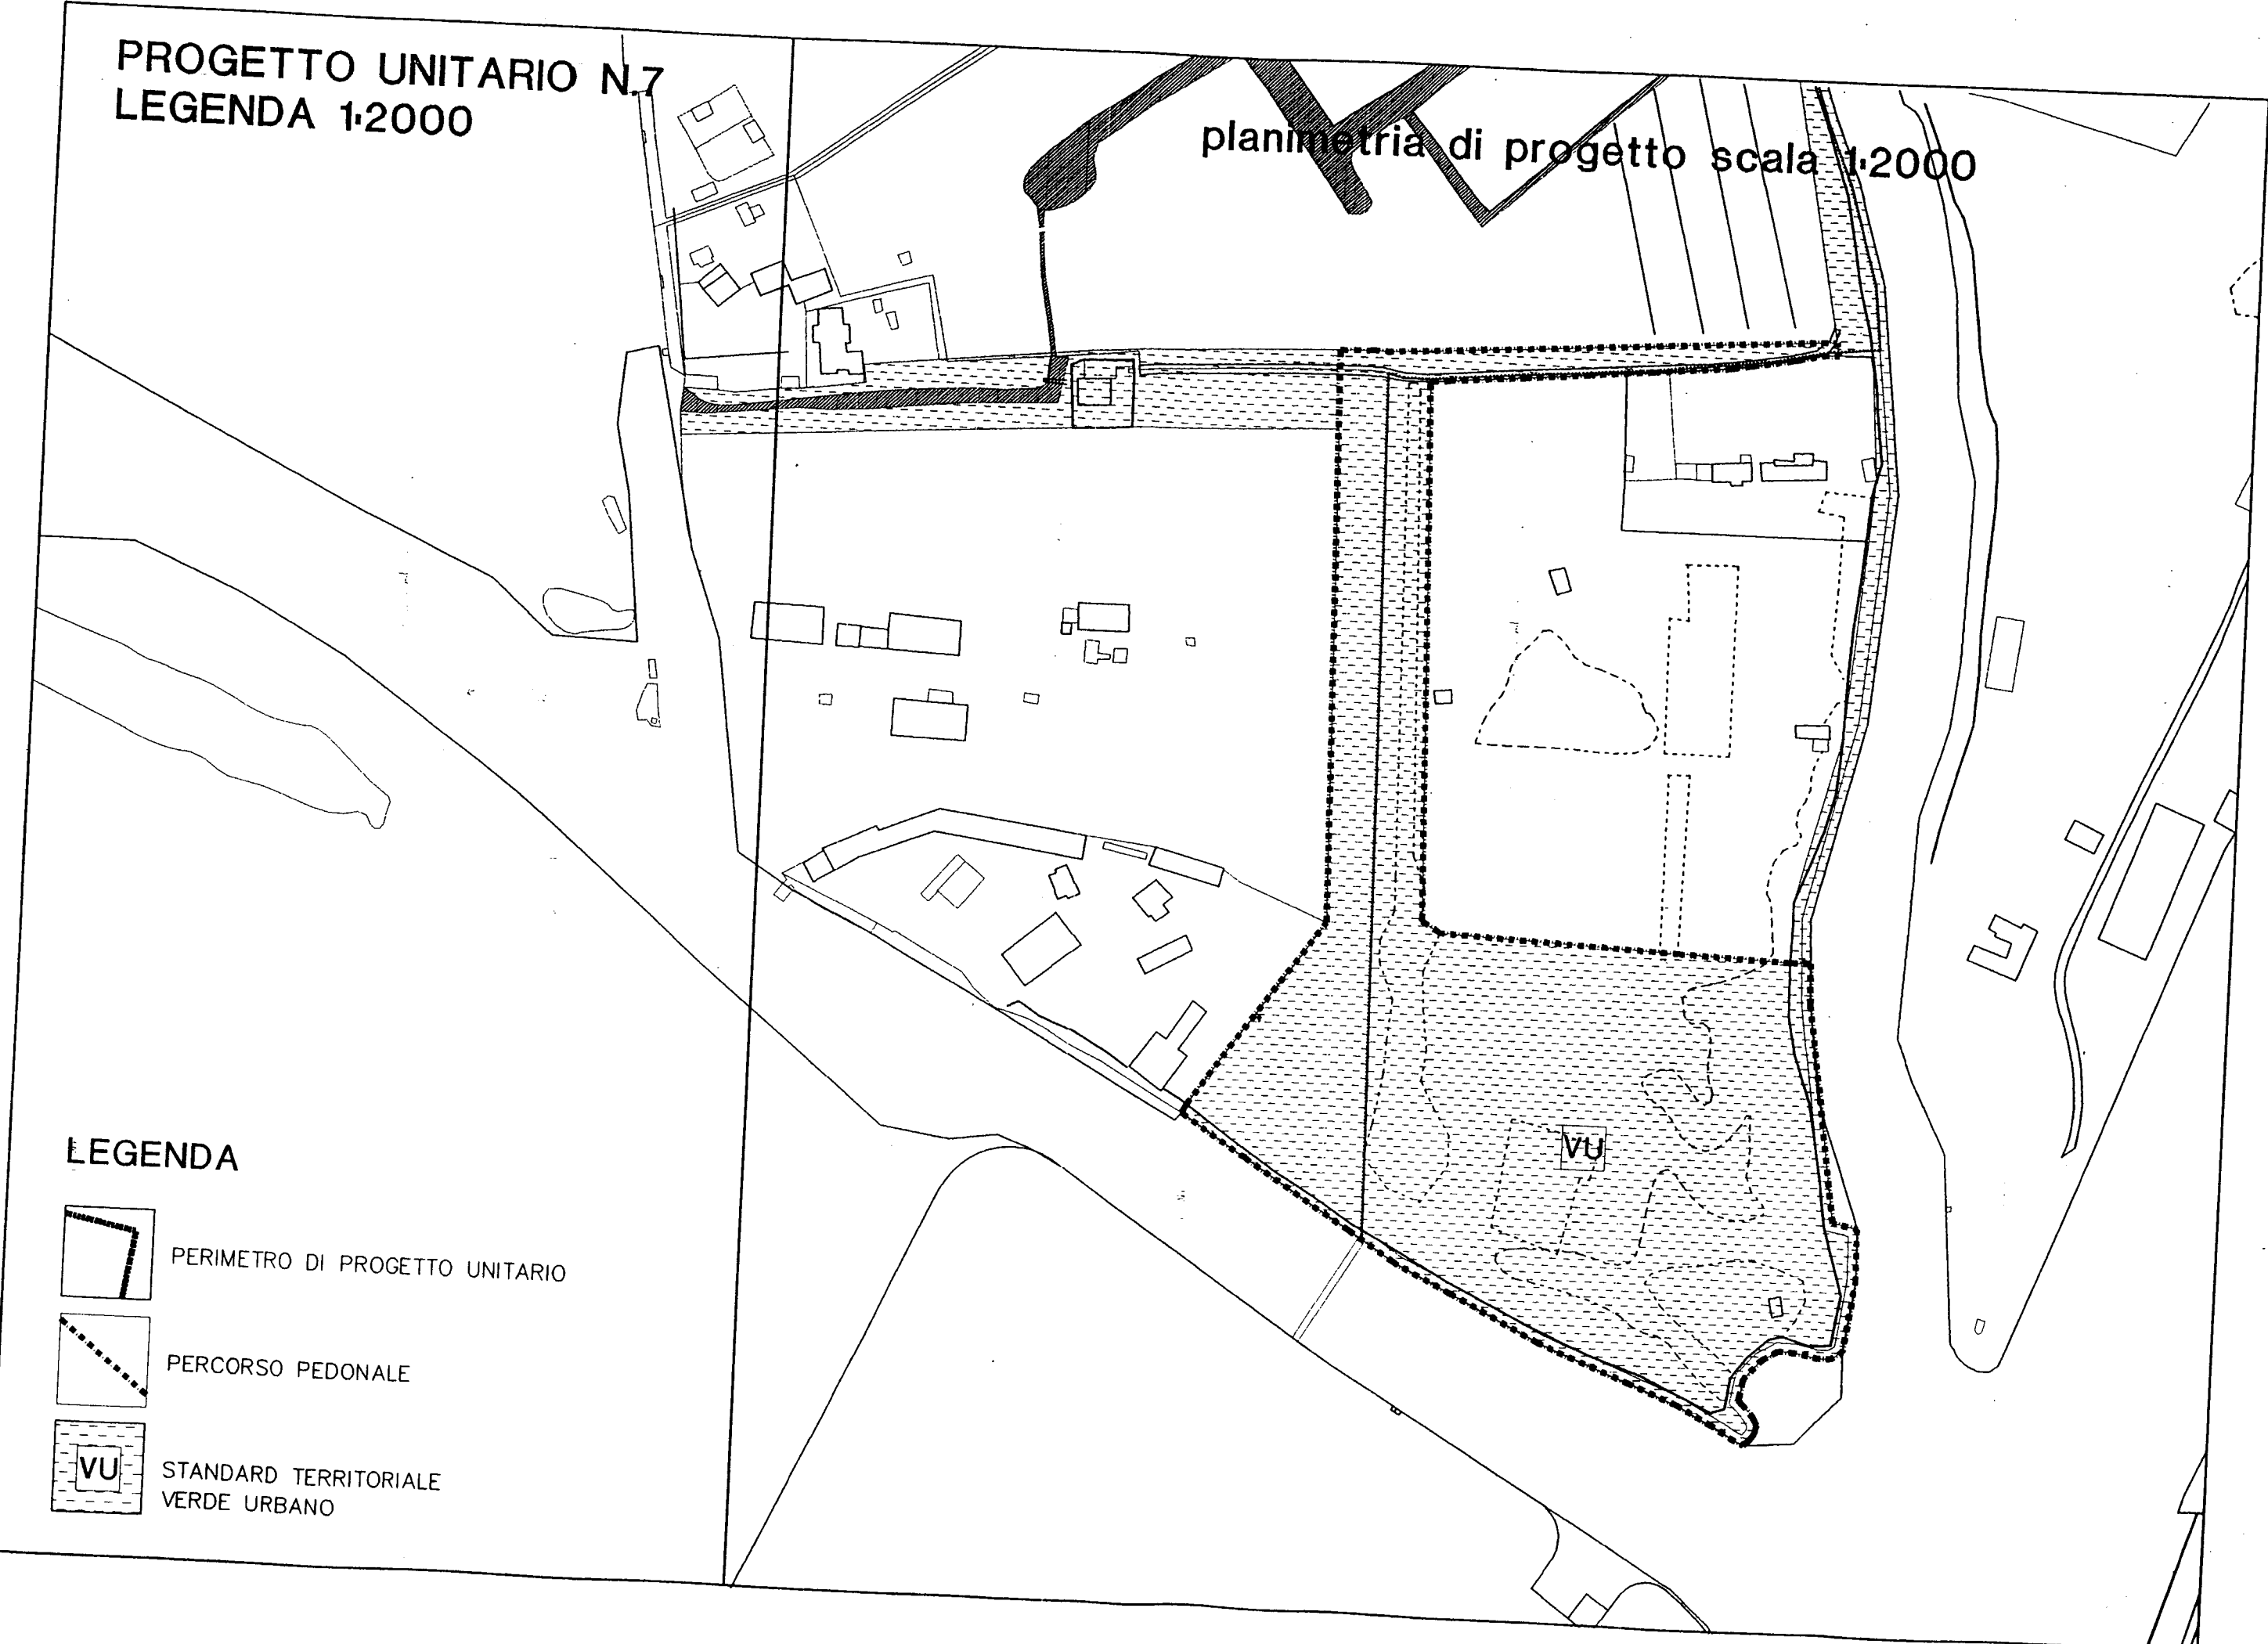 PROGETTO UNITARIO N.7
LEGENDA 1:2000
planimetria di progetto scala 1:2000
VU
LEGENDA
PERIMETRO DI PROGETTO UNITARIO
PERCORSO PEDONALE
VU
STANDARD TERRITORIALE
VERDE URBANO